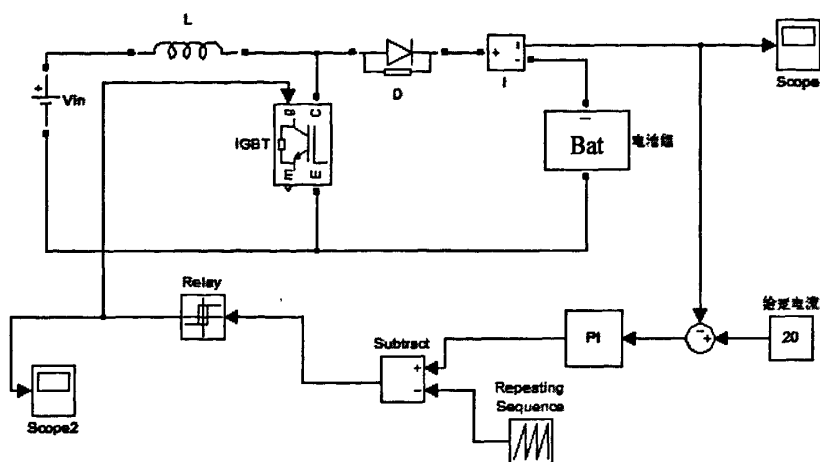 L
Scope
Vin
D
I
g C
IGBT
m E
Bat
电池组
Relay
给定电流
20
PI
Subtract
Repeating
Sequence
Scope2